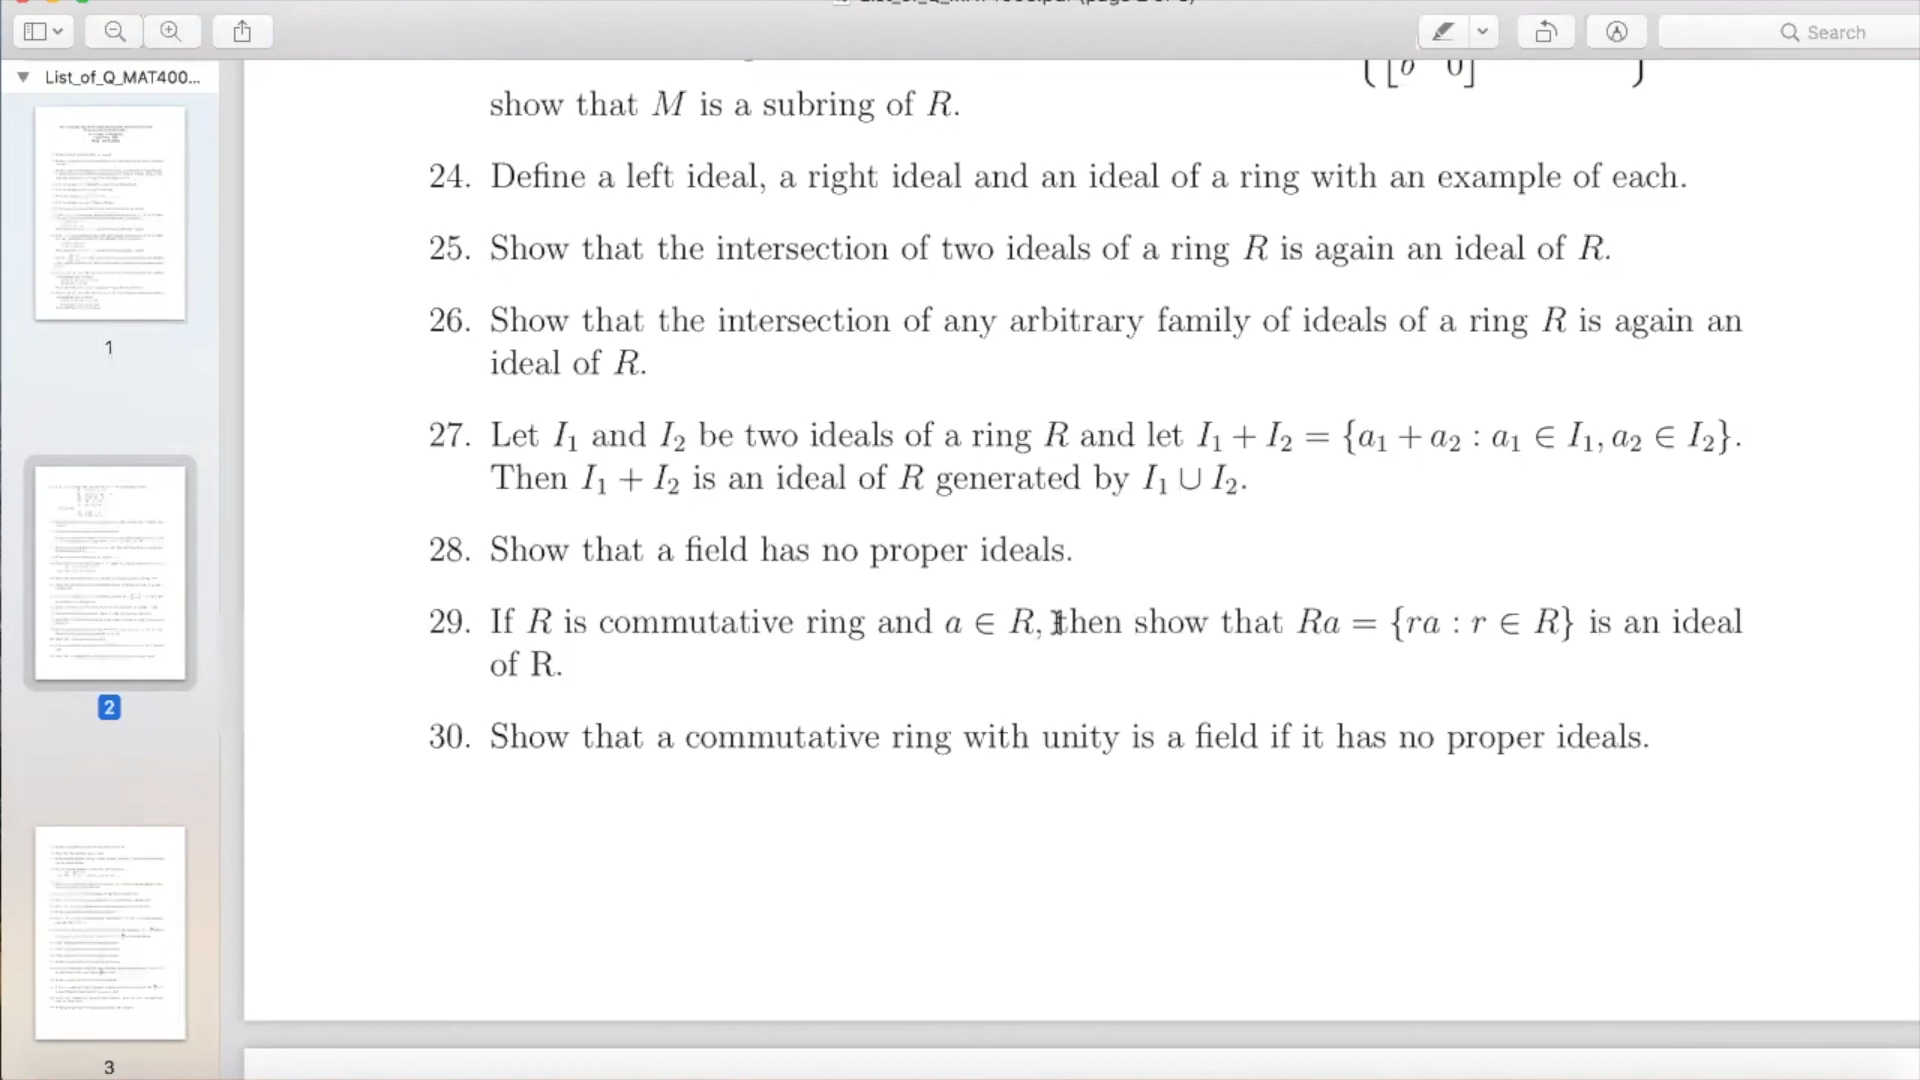 Search
List_of_Q_MAT400...
show that M is a subring of R.
24. Define a left ideal, a right ideal and an ideal of a ring with an example of each.
25. Show that the intersection of two ideals of a ring R is again an ideal of R.
26. Show that the intersection of any arbitrary family of ideals of a ring R is again an
ideal of R.
27. Let I₁ and I₂ be two ideals of a ring R and let I₁ + I₂ = {a₁ + a₂ : a₁ ∈ I₁, a₂ ∈ I₂}.
Then I₁ + I₂ is an ideal of R generated by I₁ ∪ I₂.
28. Show that a field has no proper ideals.
29. If R is commutative ring and a ∈ R, then show that Ra = {ra : r ∈ R} is an ideal
of R.
30. Show that a commutative ring with unity is a field if it has no proper ideals.
1
2
3